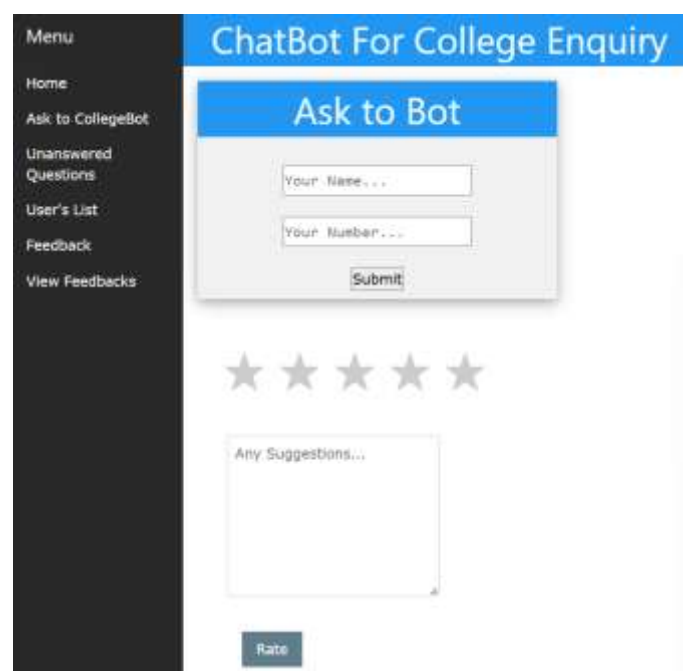 Menu
ChatBot For College Enquiry
Home
Ask to CollegeBot
Unanswered
Questions
User's List
Feedback
View Feedbacks
Ask to Bot
Your Name...
Your Number...
Submit
Any Suggestions...
Rate